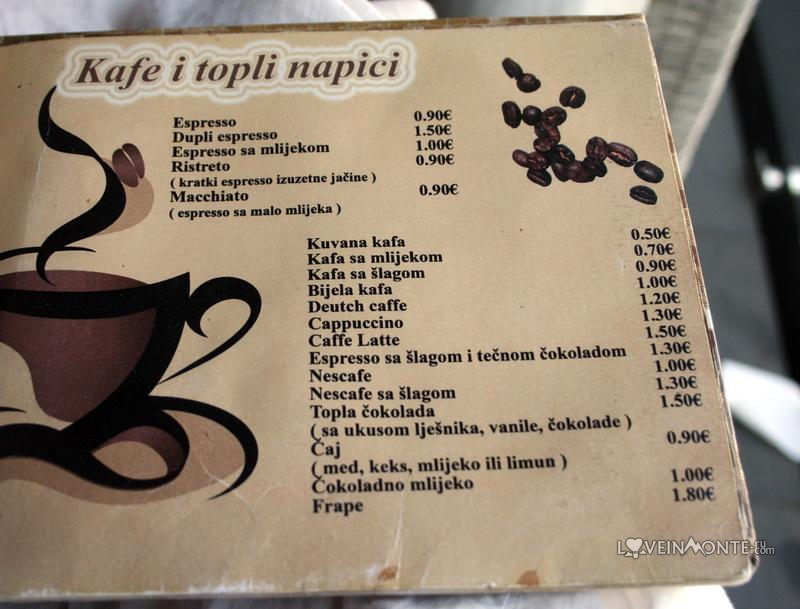 Kafe i topli napici
Espresso 0.90€
Dupli espresso 1.50€
Espresso sa mlijekom 1.00€
Ristreto 0.90€
( kratki espresso izuzetne jačine )
Macchiato 0.90€
( espresso sa malo mlijeka )
Kuvana kafa 0.50€
Kafa sa mlijekom 0.70€
Kafa sa šlagom 0.90€
Bijela kafa 1.00€
Deutch caffe 1.20€
Cappuccino 1.30€
Caffe Latte 1.50€
Espresso sa šlagom i tečnom čokoladom 1.30€
Nescafe 1.00€
Nescafe sa šlagom 1.30€
Topla čokolada 1.50€
( sa ukusom lješnika, vanile, čokolade )
Čaj 0.90€
( med, keks, mlijeko ili limun )
Čokoladno mlijeko 1.00€
Frape 1.80€
LOVEINMONTE.ru .com